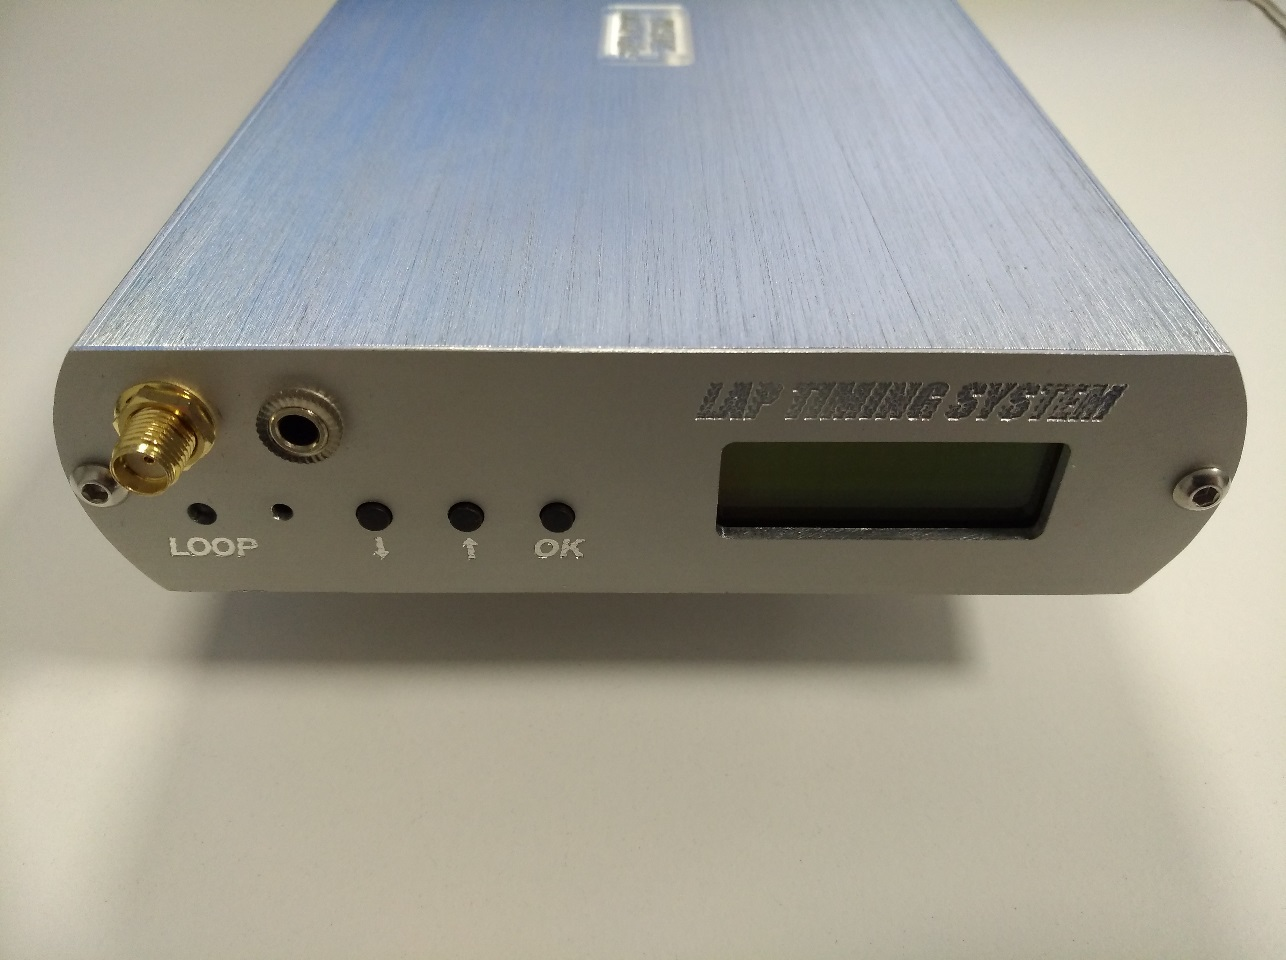 LAP TIMING SYSTEM
LOOP
↓ ↑ OK